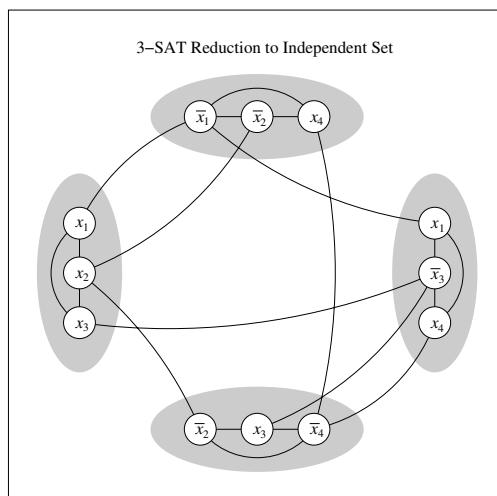 3–SAT Reduction to Independent Set
x̅₁ x̅₂ x₄
x₁
x₂
x₃
x₁
x̅₃
x₄
x̅₂ x₃ x̅₄